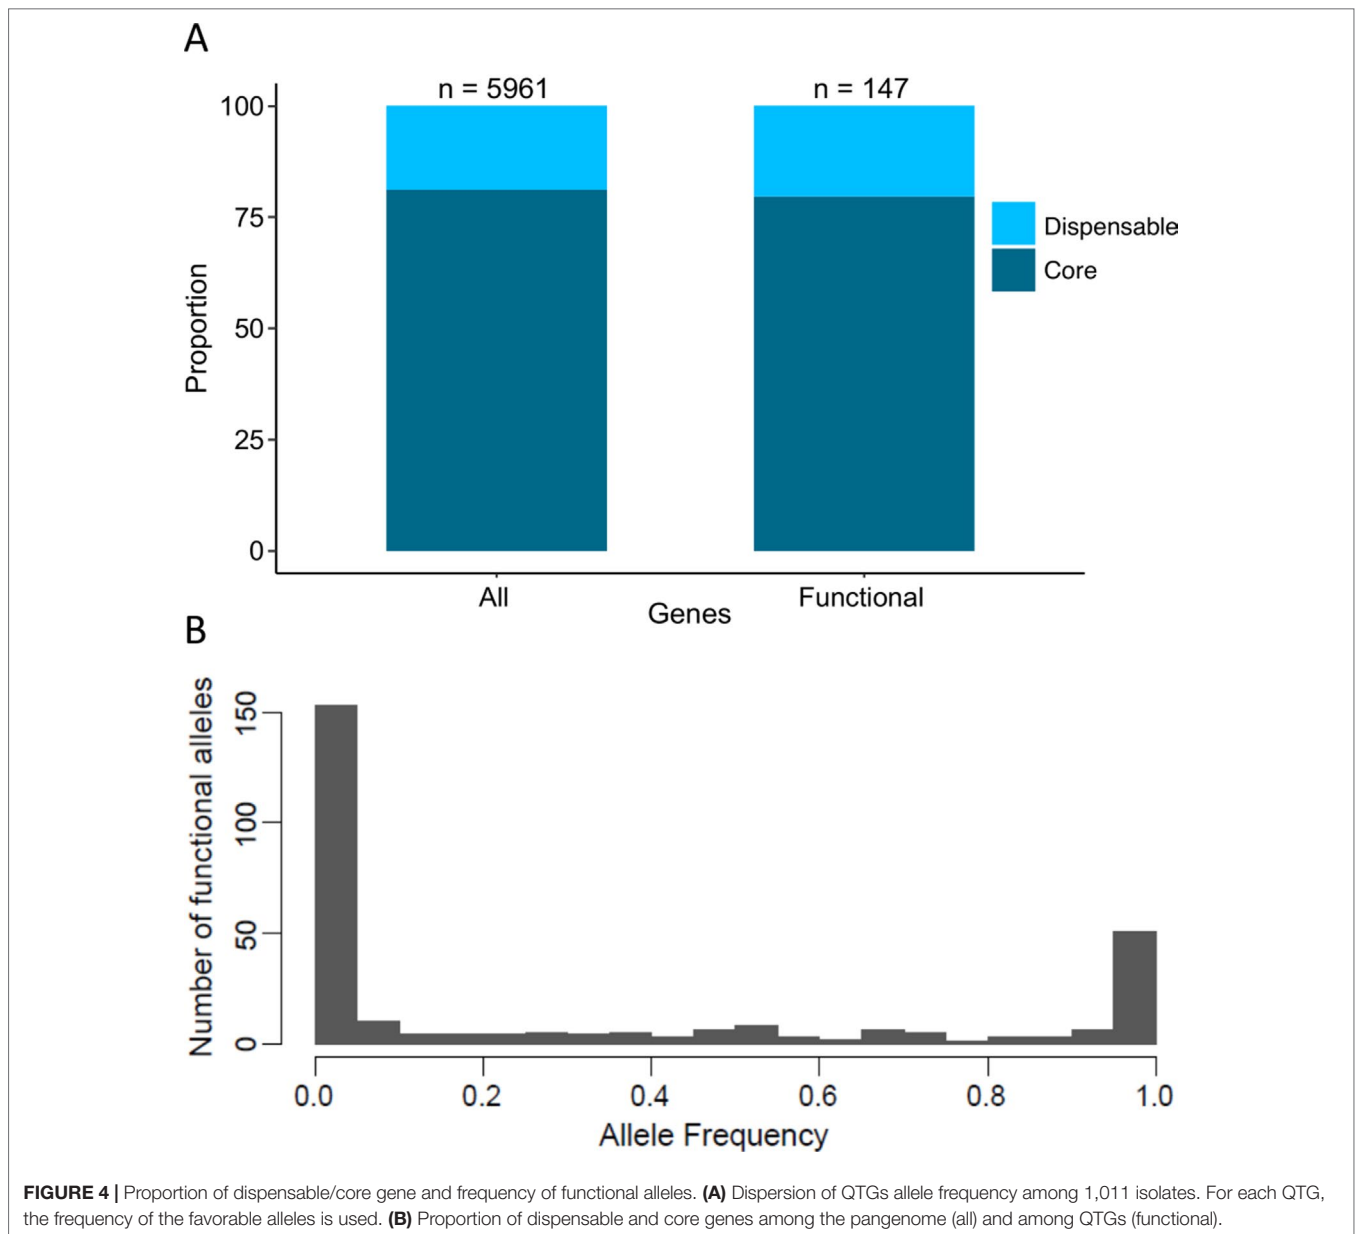 A
n = 5961
n = 147
100
75
50
25
0
Proportion
Dispensable
Core
All
Functional
Genes
B
150
100
50
0
Number of functional alleles
0.0
0.2
0.4
0.6
0.8
1.0
Allele Frequency
FIGURE 4 | Proportion of dispensable/core gene and frequency of functional alleles. (A) Dispersion of QTGs allele frequency among 1,011 isolates. For each QTG,
the frequency of the favorable alleles is used. (B) Proportion of dispensable and core genes among the pangenome (all) and among QTGs (functional).